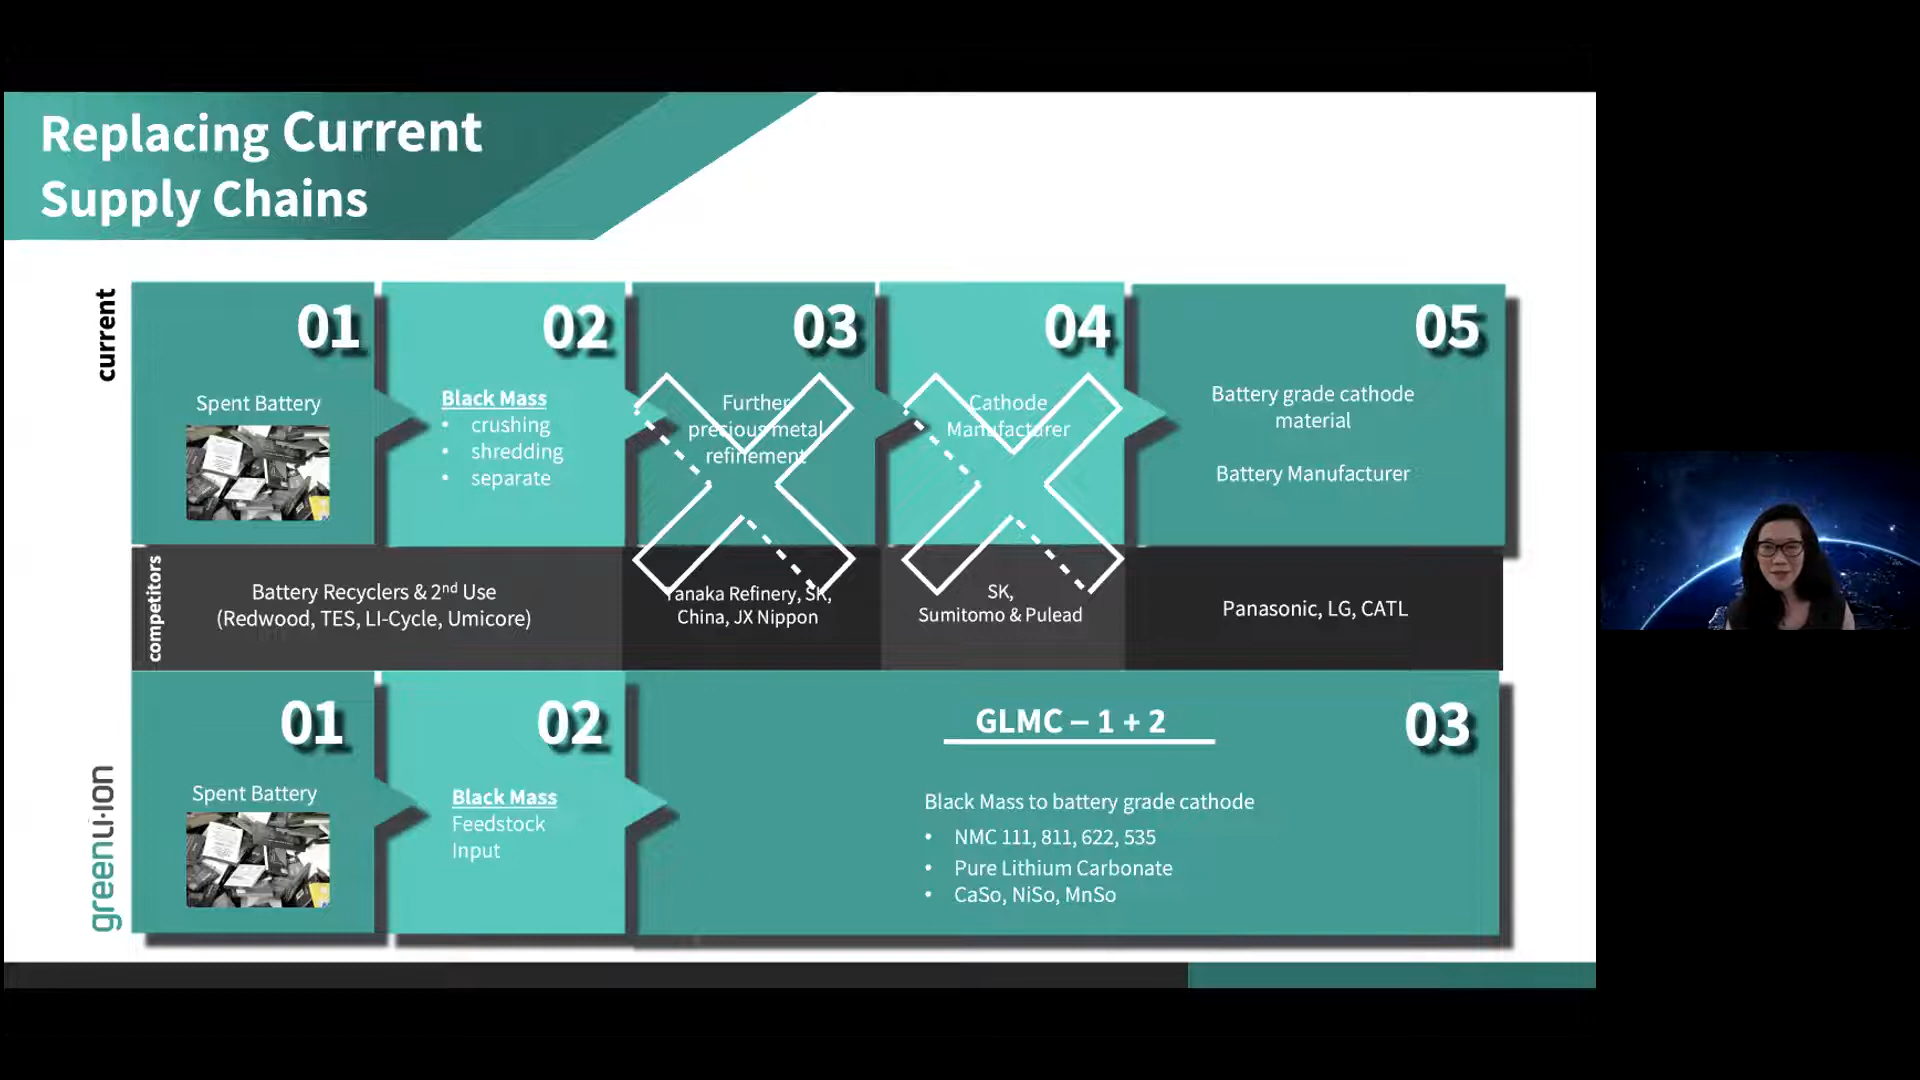 Replacing Current
Supply Chains
current
01
Spent Battery
02
Black Mass
• crushing
• shredding
• separate
03
Further
precious metal
refinement
04
Cathode
Manufacturer
05
Battery grade cathode
material
Battery Manufacturer
competitors
Battery Recyclers & 2nd Use
(Redwood, TES, LI-Cycle, Umicore)
Tanaka Refinery, SK,
China, JX Nippon
SK,
Sumitomo & Pulead
Panasonic, LG, CATL
greenLI·ION
01
Spent Battery
02
Black Mass
Feedstock
Input
GLMC – 1 + 2
03
Black Mass to battery grade cathode
• NMC 111, 811, 622, 535
• Pure Lithium Carbonate
• CaSo, NiSo, MnSo